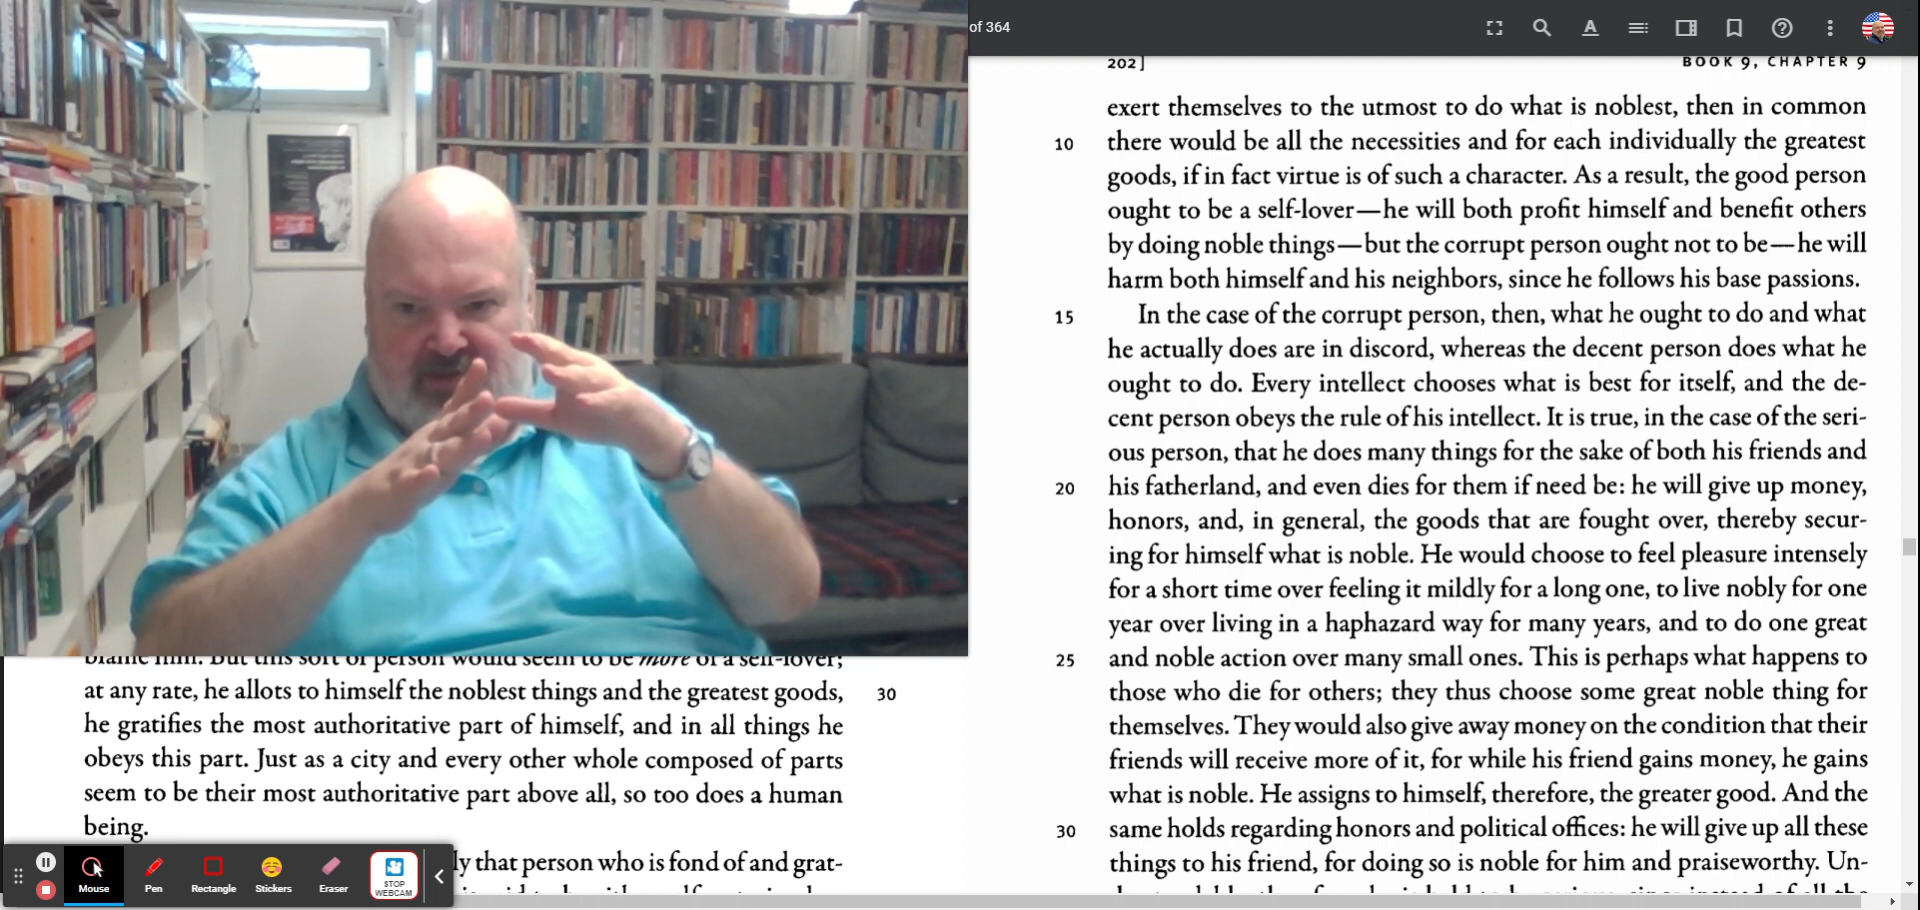 of 364
blame him. But this sort of person would seem to be more of a self-lover;
at any rate, he allots to himself the noblest things and the greatest goods,
30
he gratifies the most authoritative part of himself, and in all things he
obeys this part. Just as a city and every other whole composed of parts
seem to be their most authoritative part above all, so too does a human
being.
ly that person who is fond of and grat-
Mouse
Pen
Rectangle
Stickers
Eraser
STOP
WEBCAM
202]
BOOK 9, CHAPTER 9
exert themselves to the utmost to do what is noblest, then in common
10
there would be all the necessities and for each individually the greatest
goods, if in fact virtue is of such a character. As a result, the good person
ought to be a self-lover—he will both profit himself and benefit others
by doing noble things—but the corrupt person ought not to be—he will
harm both himself and his neighbors, since he follows his base passions.
15
In the case of the corrupt person, then, what he ought to do and what
he actually does are in discord, whereas the decent person does what he
ought to do. Every intellect chooses what is best for itself, and the de-
cent person obeys the rule of his intellect. It is true, in the case of the seri-
ous person, that he does many things for the sake of both his friends and
20
his fatherland, and even dies for them if need be: he will give up money,
honors, and, in general, the goods that are fought over, thereby secur-
ing for himself what is noble. He would choose to feel pleasure intensely
for a short time over feeling it mildly for a long one, to live nobly for one
year over living in a haphazard way for many years, and to do one great
25
and noble action over many small ones. This is perhaps what happens to
those who die for others; they thus choose some great noble thing for
themselves. They would also give away money on the condition that their
friends will receive more of it, for while his friend gains money, he gains
what is noble. He assigns to himself, therefore, the greater good. And the
30
same holds regarding honors and political offices: he will give up all these
things to his friend, for doing so is noble for him and praiseworthy. Un-